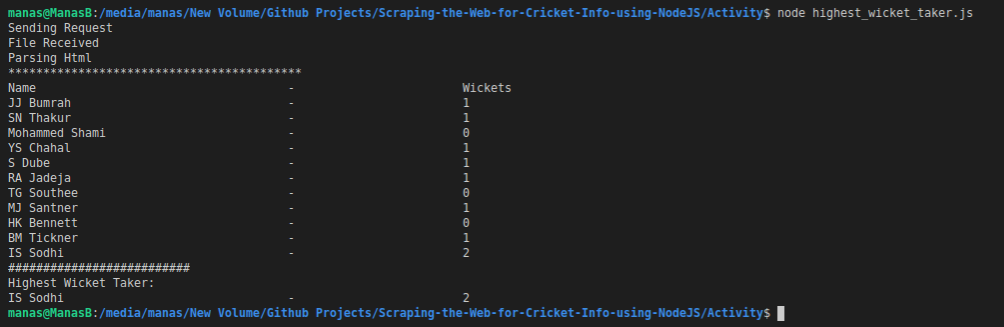 manas@ManasB:/media/manas/New Volume/Github Projects/Scraping-the-Web-for-Cricket-Info-using-NodeJS/Activity$ node highest_wicket_taker.js
Sending Request
File Received
Parsing Html
******************************************
Name - Wickets
JJ Bumrah - 1
SN Thakur - 1
Mohammed Shami - 0
YS Chahal - 1
S Dube - 1
RA Jadeja - 1
TG Southee - 0
MJ Santner - 1
HK Bennett - 0
BM Tickner - 1
IS Sodhi - 2
##########################
Highest Wicket Taker:
IS Sodhi - 2
manas@ManasB:/media/manas/New Volume/Github Projects/Scraping-the-Web-for-Cricket-Info-using-NodeJS/Activity$